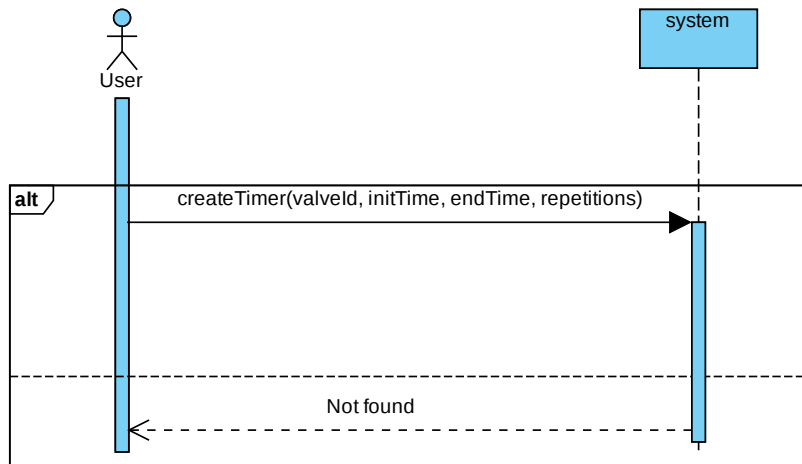 system
User
alt
createTimer(valveId, initTime, endTime, repetitions)
Not found